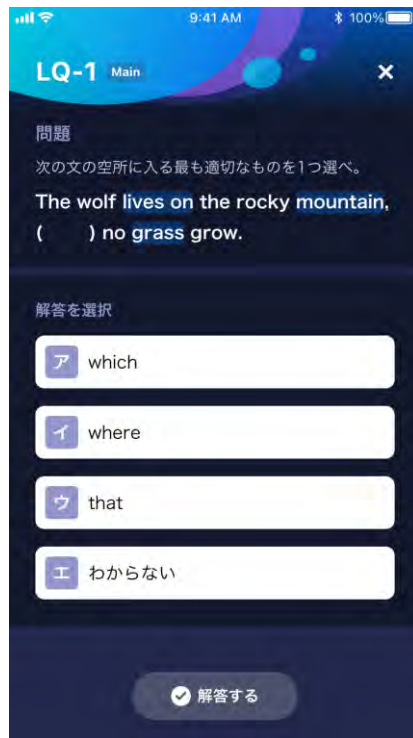 9:41 AM
100%
LQ-1 Main
問題
次の文の空所に入る最も適切なものを1つ選べ。
The wolf lives on the rocky mountain,
(　　) no grass grow.
解答を選択
ア which
イ where
ウ that
エ わからない
解答する